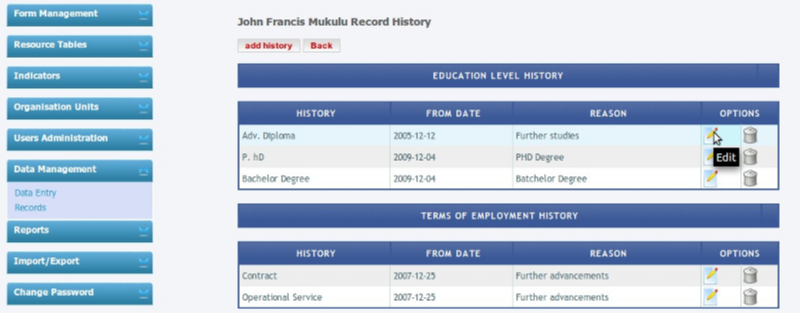 Form Management
Resource Tables
Indicators
Organisation Units
Users Administration
Data Management
Data Entry
Records
Reports
Import/Export
Change Password
John Francis Mukulu Record History
add history Back
EDUCATION LEVEL HISTORY
HISTORY FROM DATE REASON OPTIONS
Adv. Diploma 2005-12-12 Further studies
P. hD 2009-12-04 PHD Degree Edit
Bachelor Degree 2009-12-04 Batchelor Degree
TERMS OF EMPLOYMENT HISTORY
HISTORY FROM DATE REASON OPTIONS
Contract 2007-12-25 Further advancements
Operational Service 2007-12-25 Further advancements